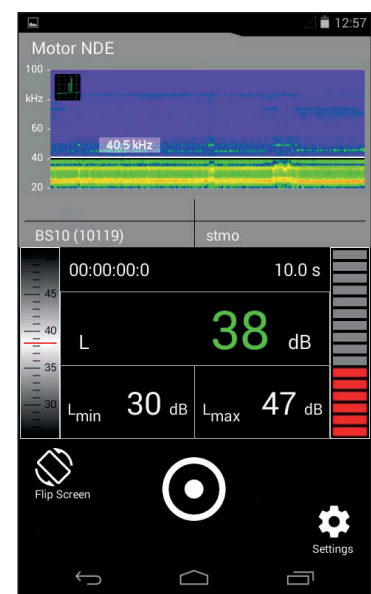 12:57
Motor NDE
100
kHz
60
40.5 kHz
40
20
BS10 (10119)
stmo
00:00:00:0
10.0 s
50
45
40
35
30
L
38 dB
Lmin 30 dB
Lmax 47 dB
Flip Screen
Settings